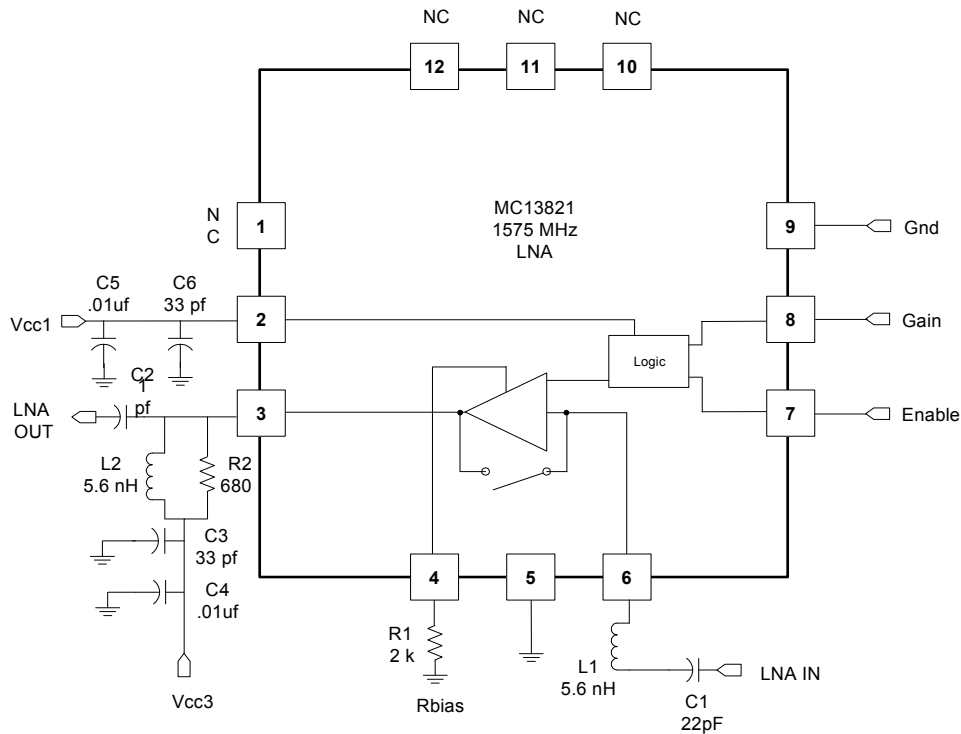 NC
NC
NC
12
11
10
N
C
1
MC13821
1575 MHz
LNA
9
Gnd
C5
.01uf
C6
33 pf
Vcc1
2
8
Gain
Logic
C2
1
pf
LNA
OUT
3
7
Enable
L2
5.6 nH
R2
680
C3
33 pf
4
5
6
C4
.01uf
R1
2 k
L1
5.6 nH
LNA IN
C1
22pF
Vcc3
Rbias